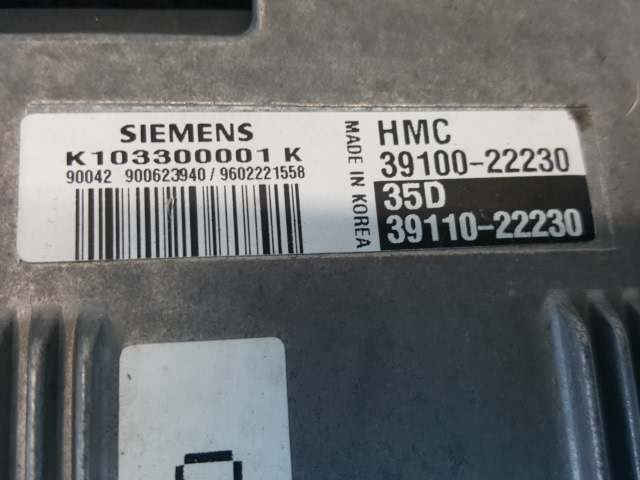 SIEMENS
K103300001 K
90042 900623940 / 9602221558
MADE IN KOREA
HMC
39100-22230
35D
39110-22230